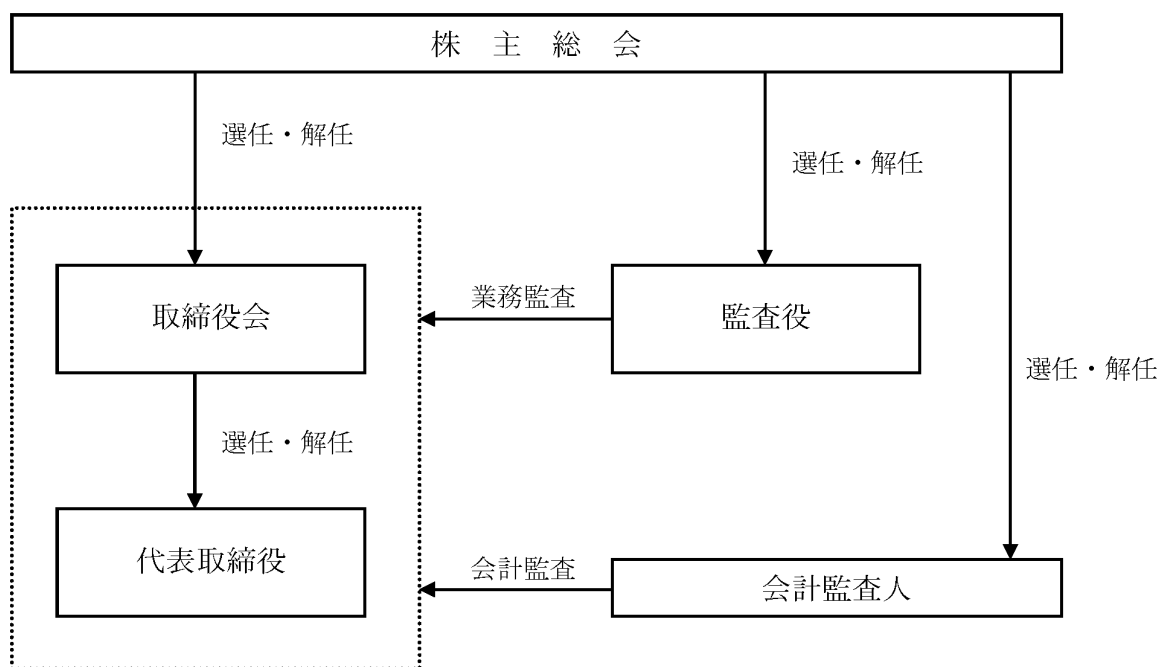 株主総会
選任・解任
選任・解任
取締役会
業務監査
監査役
選任・解任
選任・解任
代表取締役
会計監査
会計監査人